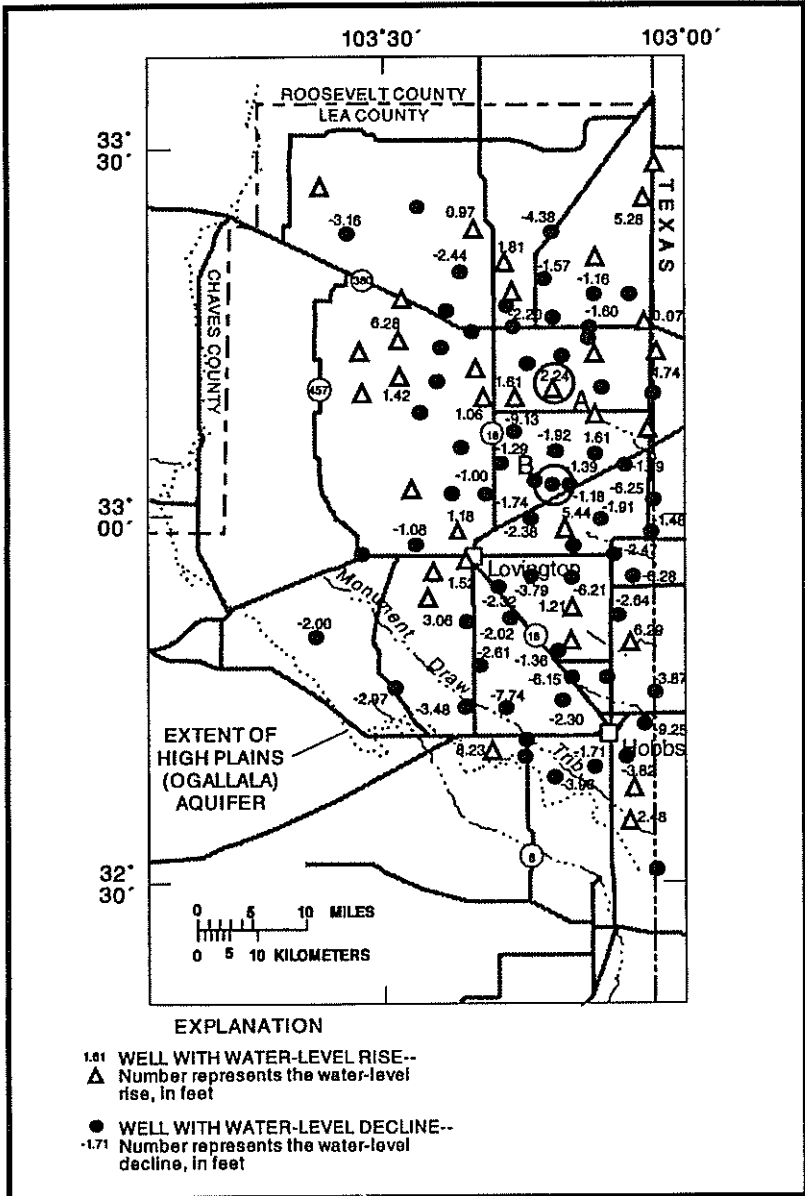 103°30′ 103°00′
ROOSEVELT COUNTY
LEA COUNTY
33°
30′
TEXAS
5.28
-3.16
0.97
-4.38
1.81
-2.44
-1.57
-1.16
CHAVES COUNTY
380
-2.20
-1.60
0.07
6.28
457
1.42
1.61
2.24
1.06
A
18
-9.13
-1.92
1.61
-1.29
B
-1.39
-1.00
-1.18
-6.25
33°
00′
-1.74
-1.91
1.18
-2.38
5.44
-1.46
-1.08
-2.47
Lovington
1.52
-6.28
Monument
-3.79
-6.21
-2.32
-2.64
3.06
1.21
-2.00
-2.02
18
6.29
-2.61
-1.36
Draw
-6.15
-3.87
-2.97
-3.48
-7.74
-2.30
-9.25
EXTENT OF
HIGH PLAINS
(OGALLALA)
AQUIFER
8.23
Trib
-1.71
Hobbs
-3.82
2.48
8
32°
30′
0 5 10 MILES
0 5 10 KILOMETERS
EXPLANATION
1.61 WELL WITH WATER-LEVEL RISE--
Number represents the water-level
rise, in feet
WELL WITH WATER-LEVEL DECLINE--
-1.71 Number represents the water-level
decline, in feet